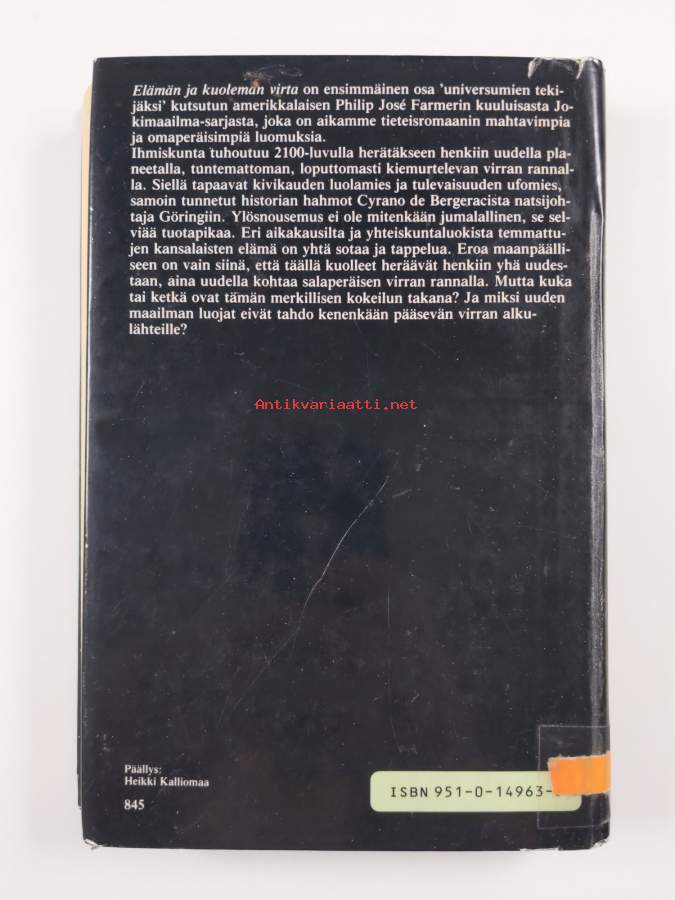 Elämän ja kuoleman virta on ensimmäinen osa 'universumien teki-
jäksi' kutsutun amerikkalaisen Philip José Farmerin kuuluisasta Jo-
kimaailma-sarjasta, joka on aikamme tieteisromaanin mahtavimpia
ja omaperäisimpiä luomuksia.
Ihmiskunta tuhoutuu 2100-luvulla herätäkseen henkiin uudella pla-
neetalla, tuntemattoman, loputtomasti kiemurtelevan virran rannal-
la. Siellä tapaavat kivikauden luolamies ja tulevaisuuden ufomies,
samoin tunnetut historian hahmot Cyrano de Bergeracista natsijoh-
taja Göringiin. Ylösnousemus ei ole mitenkään jumalallinen, se sel-
viää tuotapikaa. Eri aikakausilta ja yhteiskuntaluokista temmattu-
jen kansalaisten elämä on yhtä sotaa ja tappelua. Eroa maanpäälli-
seen on vain siinä, että täällä kuolleet heräävät henkiin yhä uudes-
taan, aina uudella kohtaa salaperäisen virran rannalla. Mutta kuka
tai ketkä ovat tämän merkillisen kokeilun takana? Ja miksi uuden
maailman luojat eivät tahdo kenenkään pääsevän virran alku-
lähteille?
Antikvariaatti.net
Päällys:
Heikki Kalliomaa
845
ISBN 951-0-14963-